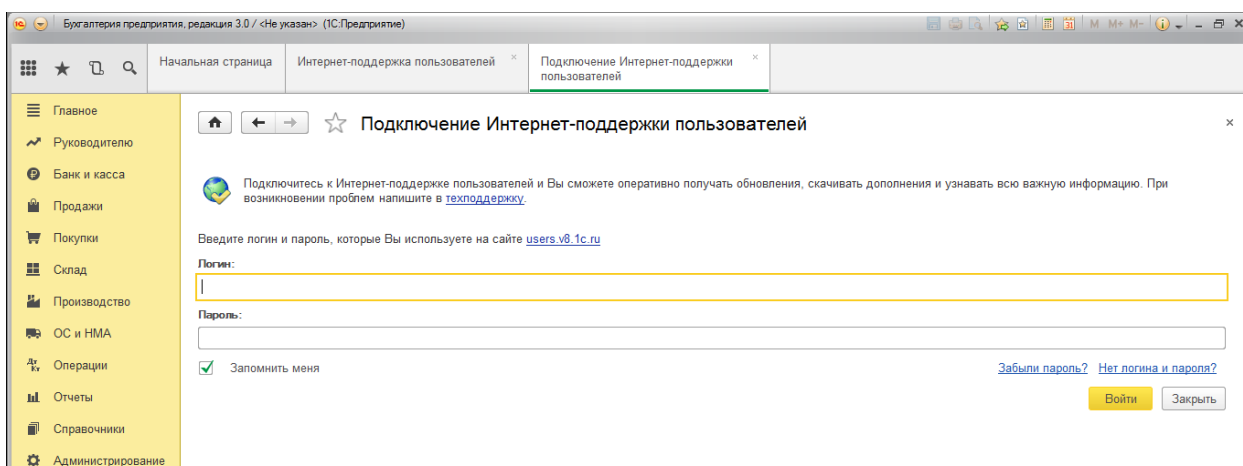 Бухгалтерия предприятия, редакция 3.0 / <Не указан> (1С:Предприятие)
M M+ M-
Начальная страница
Интернет-поддержка пользователей
Подключение Интернет-поддержки
пользователей
Главное
Руководителю
Банк и касса
Продажи
Покупки
Склад
Производство
ОС и НМА
Операции
Отчеты
Справочники
Администрирование
Подключение Интернет-поддержки пользователей
Подключитесь к Интернет-поддержке пользователей и Вы сможете оперативно получать обновления, скачивать дополнения и узнавать всю важную информацию. При
возникновении проблем напишите в техподдержку.
Введите логин и пароль, которые Вы используете на сайте users.v8.1c.ru
Логин:
Пароль:
Запомнить меня
Забыли пароль? Нет логина и пароля?
Войти Закрыть